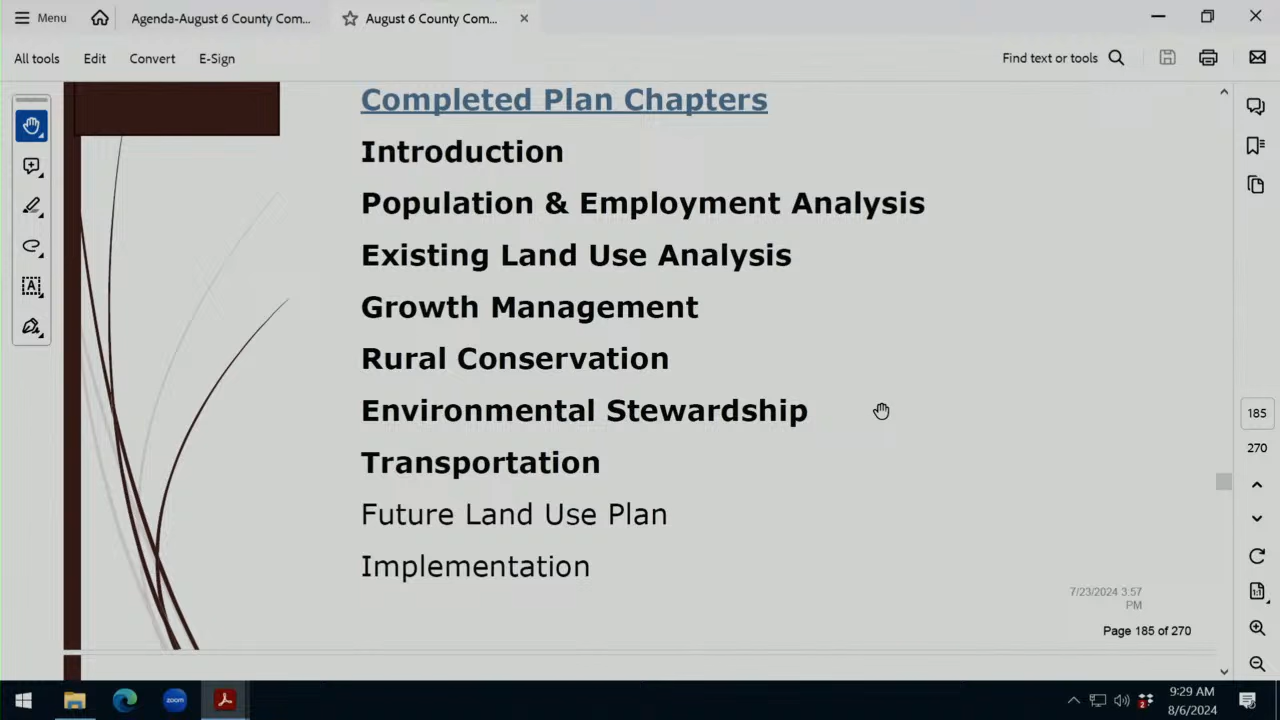 Menu
Agenda-August 6 County Com...
August 6 County Com...
All tools
Edit
Convert
E-Sign
Find text or tools
Completed Plan Chapters
Introduction
Population & Employment Analysis
Existing Land Use Analysis
Growth Management
Rural Conservation
Environmental Stewardship
Transportation
Future Land Use Plan
Implementation
7/23/2024 3.57
PM
Page 185 of 270
185
270
1:1
zoom
9:29 AM
8/6/2024